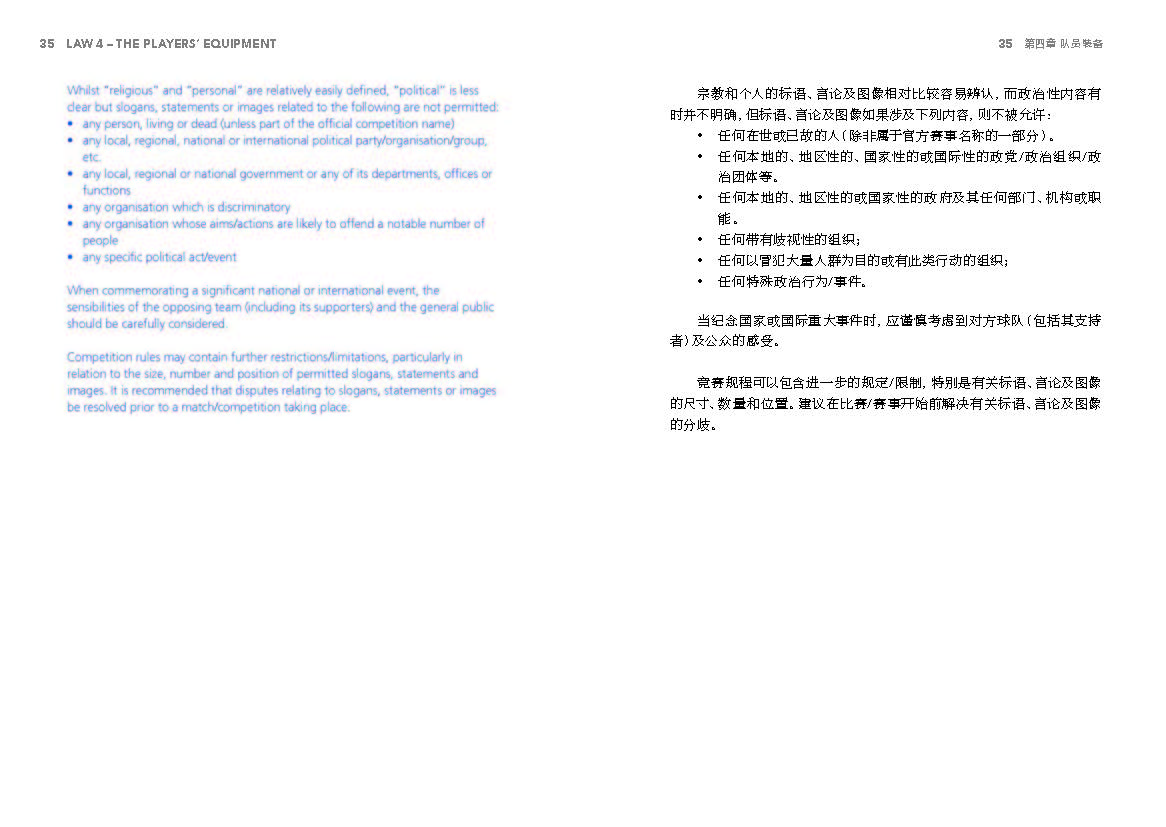 35 LAW 4 – THE PLAYERS’ EQUIPMENT
Whilst “religious” and “personal” are relatively easily defined, “political” is less
clear but slogans, statements or images related to the following are not permitted:
• any person, living or dead (unless part of the official competition name)
• any local, regional, national or international political party/organisation/group,
etc.
• any local, regional or national government or any of its departments, offices or
functions
• any organisation which is discriminatory
• any organisation whose aims/actions are likely to offend a notable number of
people
• any specific political act/event
When commemorating a significant national or international event, the
sensibilities of the opposing team (including its supporters) and the general public
should be carefully considered.
Competition rules may contain further restrictions/limitations, particularly in
relation to the size, number and position of permitted slogans, statements and
images. It is recommended that disputes relating to slogans, statements or images
be resolved prior to a match/competition taking place.
35 第四章 队员装备
宗教和个人的标语、言论及图像相对比较容易辨认，而政治性内容有
时并不明确，但标语、言论及图像如果涉及下列内容，则不被允许：
• 任何在世或已故的人（除非属于官方赛事名称的一部分）。
• 任何本地的、地区性的、国家性的或国际性的政党/政治组织/政
治团体等。
• 任何本地的、地区性的或国家性的政府及其任何部门、机构或职
能。
• 任何带有歧视性的组织；
• 任何以冒犯大量人群为目的或有此类行动的组织；
• 任何特殊政治行为/事件。
当纪念国家或国际重大事件时，应谨慎考虑到对方球队（包括其支持
者）及公众的感受。
竞赛规程可以包含进一步的规定/限制，特别是有关标语、言论及图像
的尺寸、数量和位置。建议在比赛/赛事开始前解决有关标语、言论及图像
的分歧。